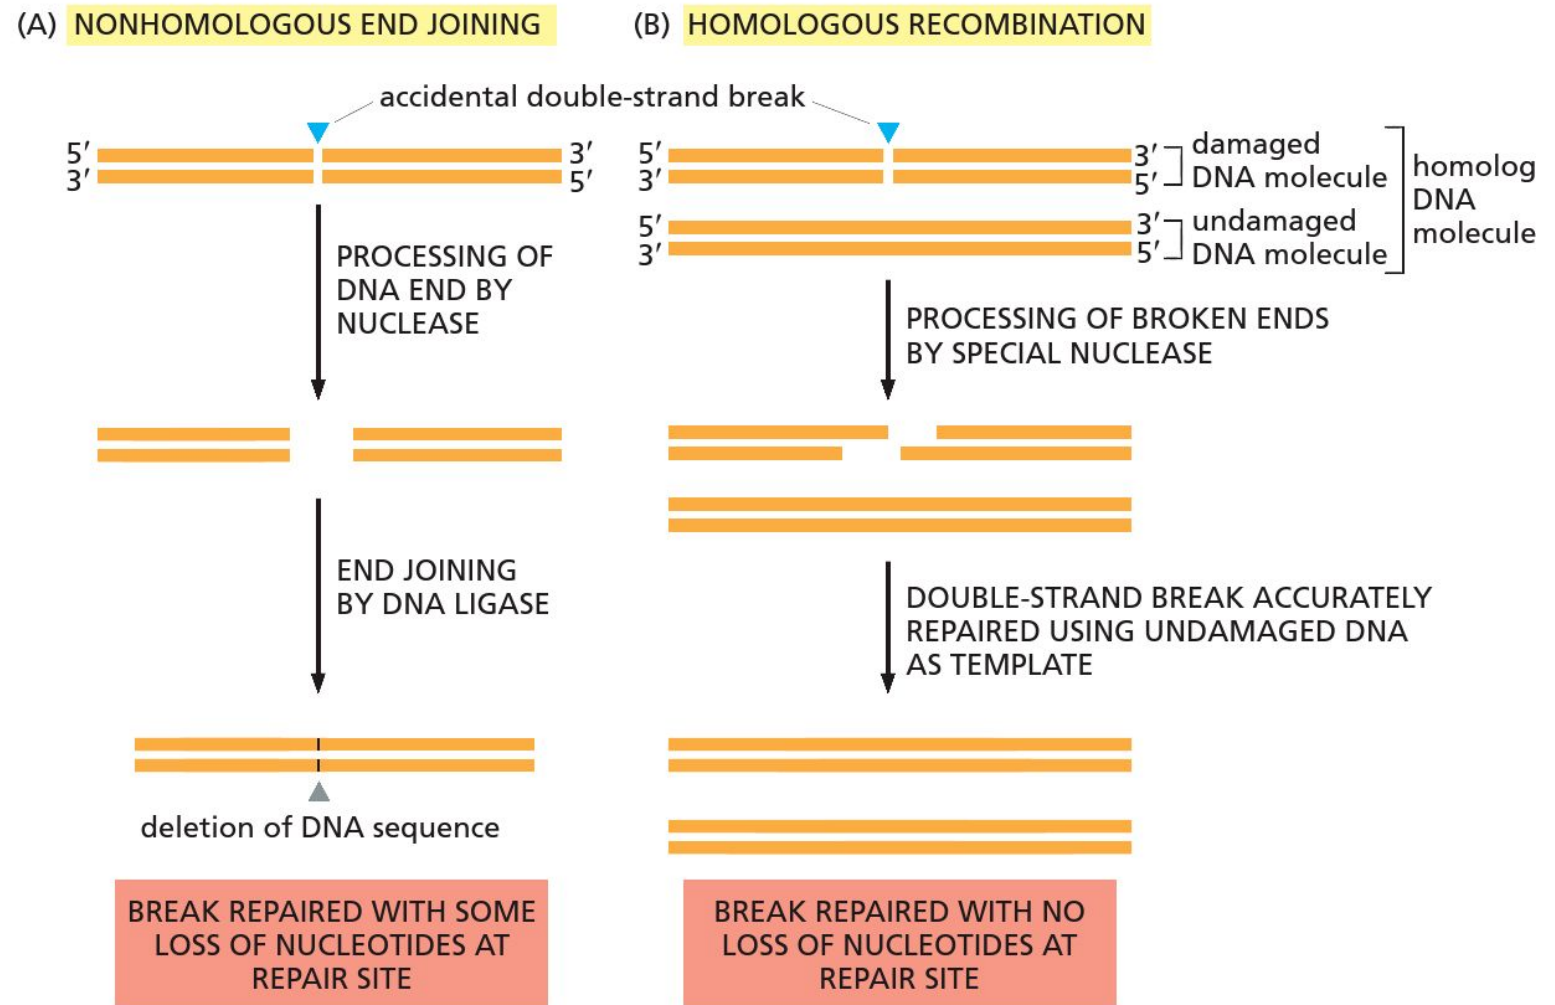 (A) NONHOMOLOGOUS END JOINING
(B) HOMOLOGOUS RECOMBINATION
accidental double-strand break
5′ 3′
3′ 5′
5′ 3′
3′ 5′
damaged
DNA molecule
5′ 3′
3′ 5′
undamaged
DNA molecule
homolog
DNA
molecule
PROCESSING OF
DNA END BY
NUCLEASE
PROCESSING OF BROKEN ENDS
BY SPECIAL NUCLEASE
END JOINING
BY DNA LIGASE
DOUBLE-STRAND BREAK ACCURATELY
REPAIRED USING UNDAMAGED DNA
AS TEMPLATE
deletion of DNA sequence
BREAK REPAIRED WITH SOME
LOSS OF NUCLEOTIDES AT
REPAIR SITE
BREAK REPAIRED WITH NO
LOSS OF NUCLEOTIDES AT
REPAIR SITE